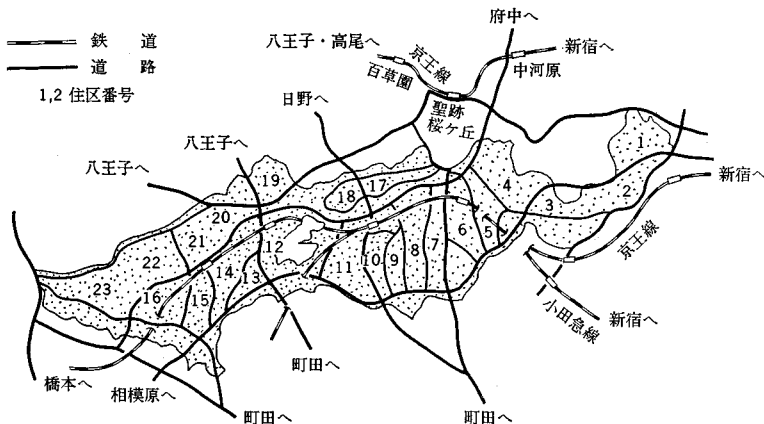 鉄 道
道 路
1,2 住区番号
府中へ
八王子・高尾へ
京王線
新宿へ
百草園
中河原
聖跡
桜ヶ丘
日野へ
八王子へ
八王子へ
1
2
3
4
5
6
7
8
9
10
11
12
13
14
15
16
17
18
19
20
21
22
23
新宿へ
京王線
小田急線
新宿へ
橋本へ
相模原へ
町田へ
町田へ
町田へ